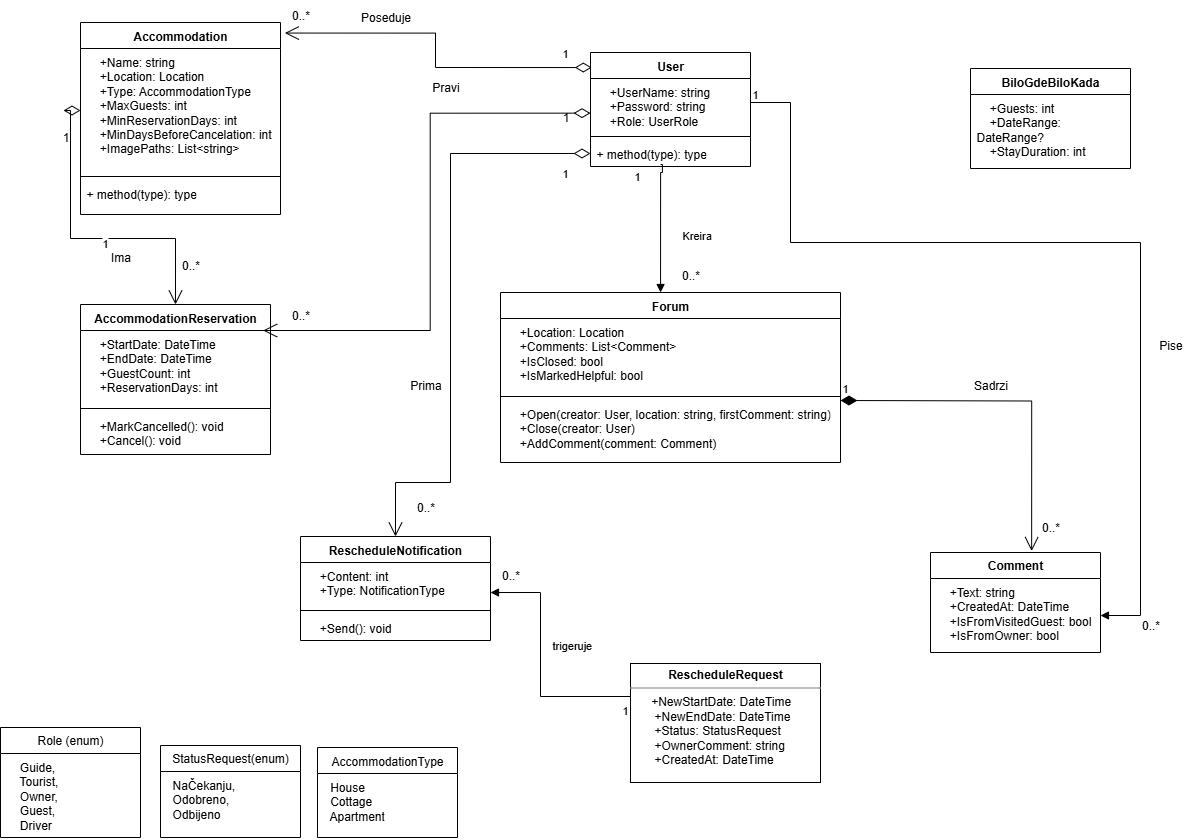 0..*
Poseduje
Accommodation
+Name: string
+Location: Location
+Type: AccommodationType
+MaxGuests: int
+MinReservationDays: int
+MinDaysBeforeCancelation: int
+ImagePaths: List<string>
+ method(type): type
1
1
Ima
0..*
1
Pravi
1
1
User
+UserName: string
+Password: string
+Role: UserRole
+ method(type): type
1
1
BiloGdeBiloKada
+Guests: int
+DateRange:
DateRange?
+StayDuration: int
Kreira
0..*
AccommodationReservation
+StartDate: DateTime
+EndDate: DateTime
+GuestCount: int
+ReservationDays: int
+MarkCancelled(): void
+Cancel(): void
0..*
Prima
0..*
Forum
+Location: Location
+Comments: List<Comment>
+IsClosed: bool
+IsMarkedHelpful: bool
+Open(creator: User, location: string, firstComment: string)
+Close(creator: User)
+AddComment(comment: Comment)
1
Sadrzi
0..*
Pise
0..*
RescheduleNotification
+Content: int
+Type: NotificationType
+Send(): void
0..*
trigeruje
1
Comment
+Text: string
+CreatedAt: DateTime
+IsFromVisitedGuest: bool
+IsFromOwner: bool
RescheduleRequest
+NewStartDate: DateTime
+NewEndDate: DateTime
+Status: StatusRequest
+OwnerComment: string
+CreatedAt: DateTime
Role (enum)
Guide,
Tourist,
Owner,
Guest,
Driver
StatusRequest(enum)
NaČekanju,
Odobreno,
Odbijeno
AccommodationType
House
Cottage
Apartment